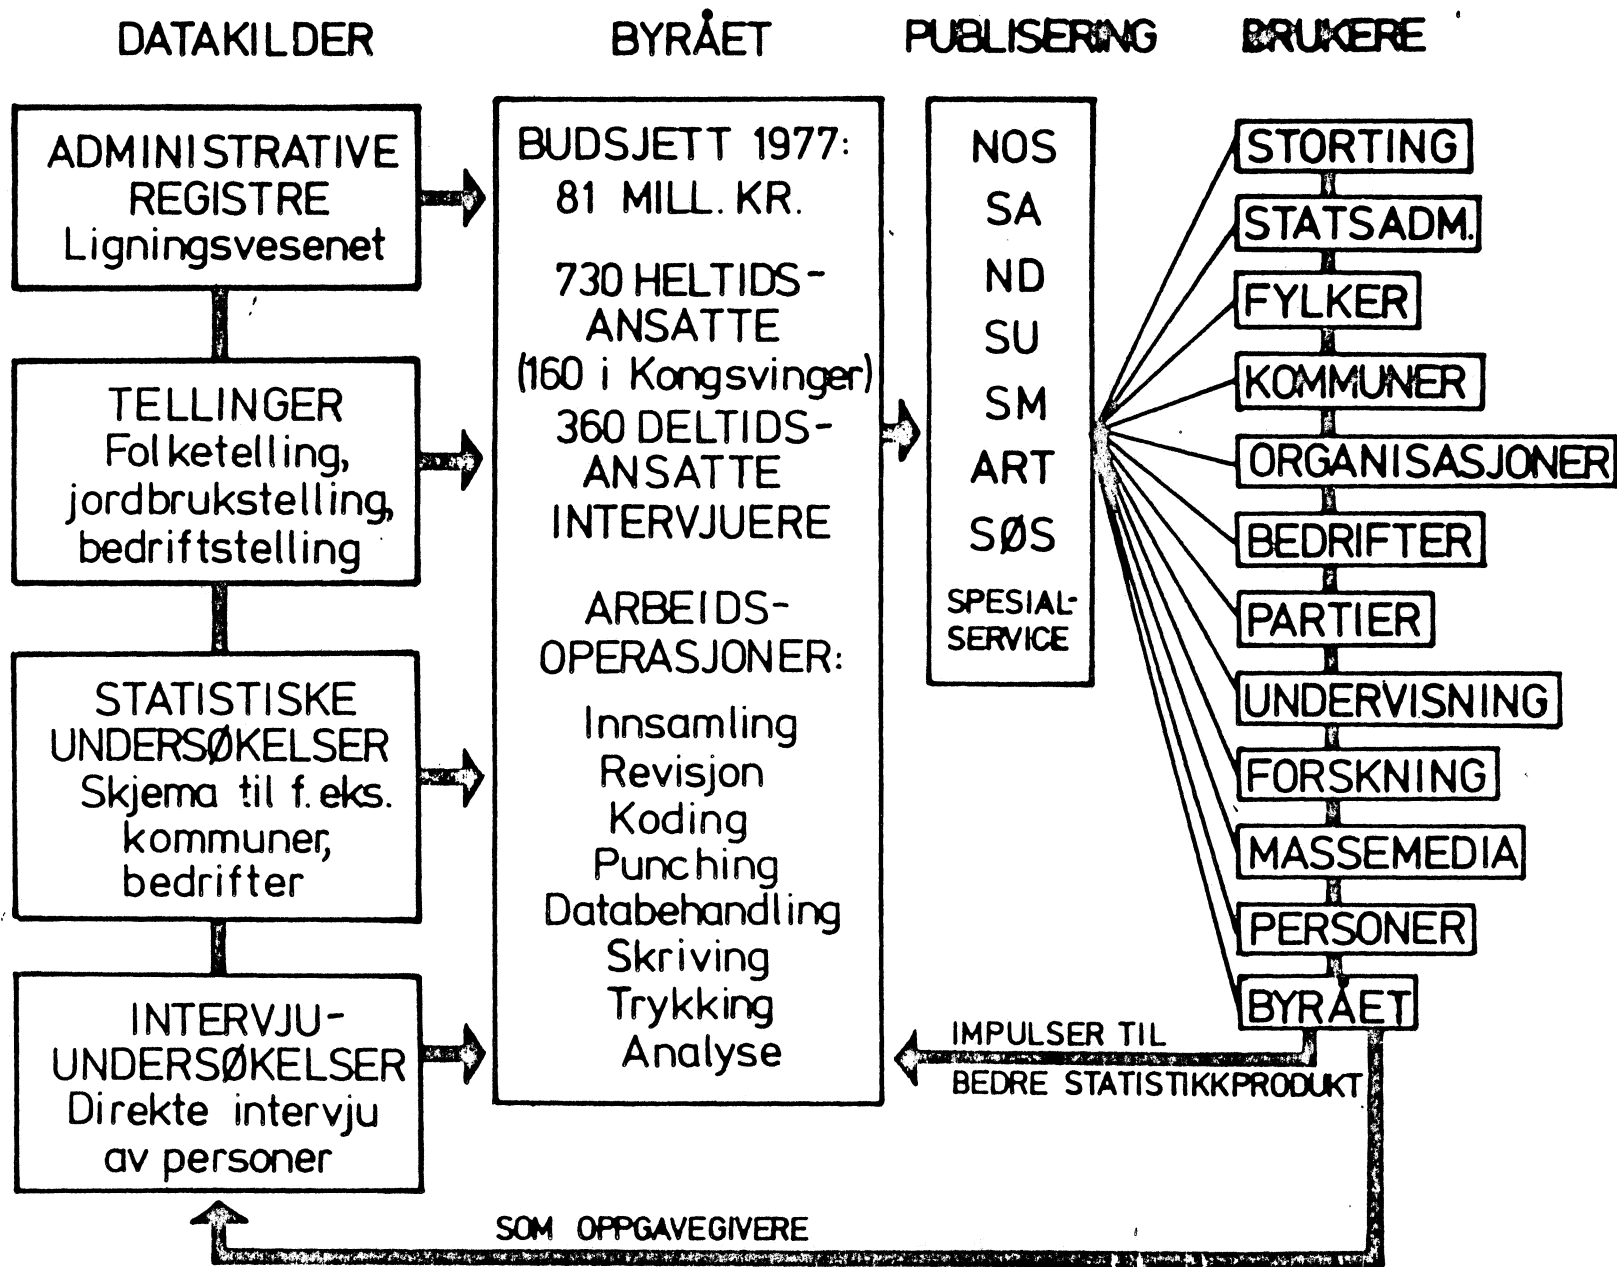 DATAKILDER
ADMINISTRATIVE
REGISTRE
Ligningsvesenet
TELLINGER
Folketelling,
jordbrukstelling,
bedriftstelling
STATISTISKE
UNDERSØKELSER
Skjema til f.eks.
kommuner,
bedrifter
INTERVJU-
UNDERSØKELSER
Direkte intervju
av personer
BYRÅET
BUDSJETT 1977:
81 MILL. KR.
730 HELTIDS-
ANSATTE
(160 i Kongsvinger)
360 DELTIDS-
ANSATTE
INTERVJUERE
ARBEIDS-
OPERASJONER:
Innsamling
Revisjon
Koding
Punching
Databehandling
Skriving
Trykking
Analyse
PUBLISERING
NOS
SA
ND
SU
SM
ART
SØS
SPESIAL-
SERVICE
BRUKERE
STORTING
STATSADM.
FYLKER
KOMMUNER
ORGANISASJONER
BEDRIFTER
PARTIER
UNDERVISNING
FORSKNING
MASSEMEDIA
PERSONER
BYRÅET
IMPULSER TIL
BEDRE STATISTIKKPRODUKT
SOM OPPGAVEGIVERE